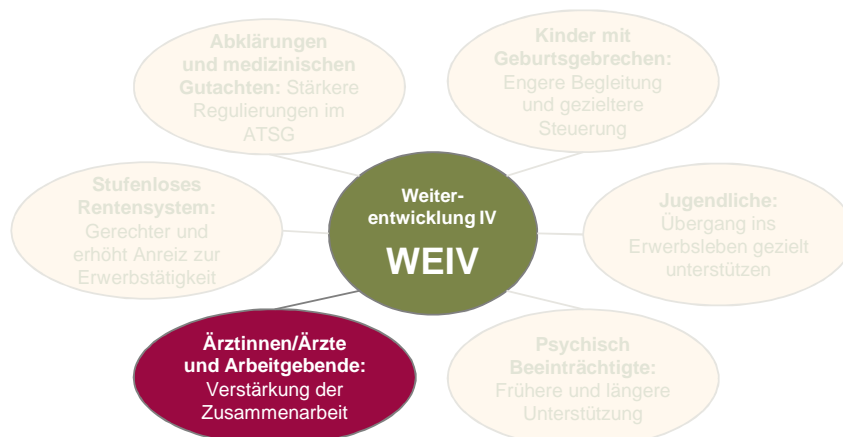 Abklärungen
und medizinischen
Gutachten: Stärkere
Regulierungen im
ATSG
Kinder mit
Geburtsgebrechen:
Engere Begleitung
und gezieltere
Steuerung
Stufenloses
Rentensystem:
Gerechter und
erhöht Anreiz zur
Erwerbstätigkeit
Weiter-
entwicklung IV
WEIV
Jugendliche:
Übergang ins
Erwerbsleben gezielt
unterstützen
Ärztinnen/Ärzte
und Arbeitgebende:
Verstärkung der
Zusammenarbeit
Psychisch
Beeinträchtigte:
Frühere und längere
Unterstützung